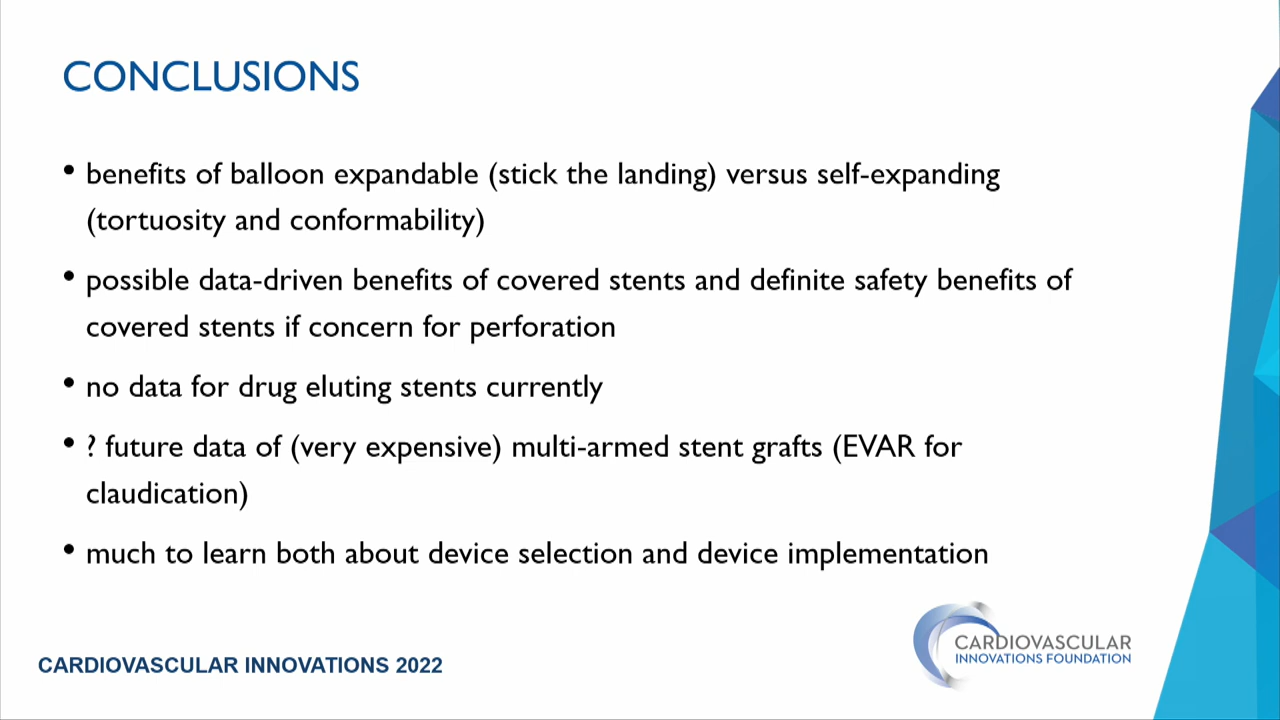 CONCLUSIONS
• benefits of balloon expandable (stick the landing) versus self-expanding
(tortuosity and conformability)
• possible data-driven benefits of covered stents and definite safety benefits of
covered stents if concern for perforation
• no data for drug eluting stents currently
• ? future data of (very expensive) multi-armed stent grafts (EVAR for
claudication)
• much to learn both about device selection and device implementation
CARDIOVASCULAR
INNOVATIONS FOUNDATION
CARDIOVASCULAR INNOVATIONS 2022